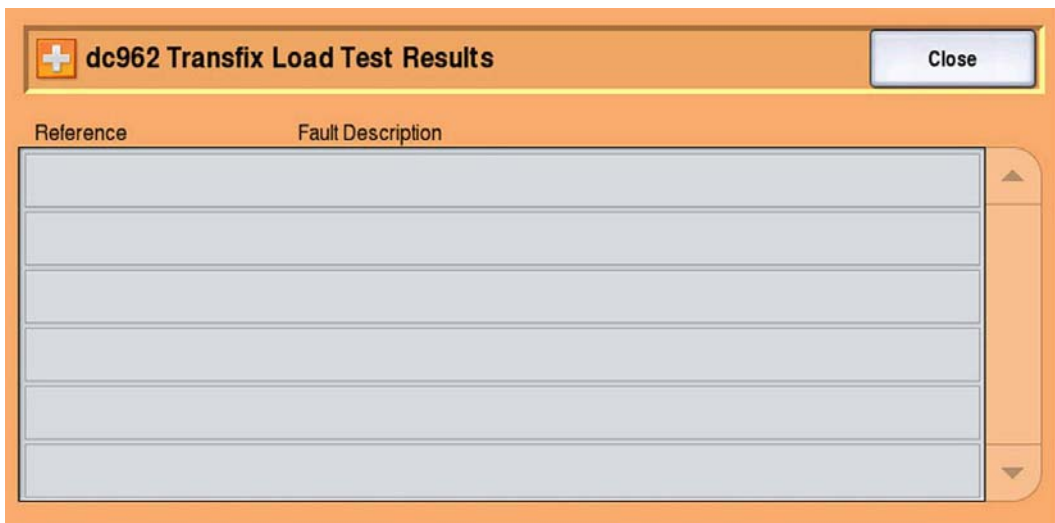 dc962 Transfix Load Test Results
Close
Reference Fault Description